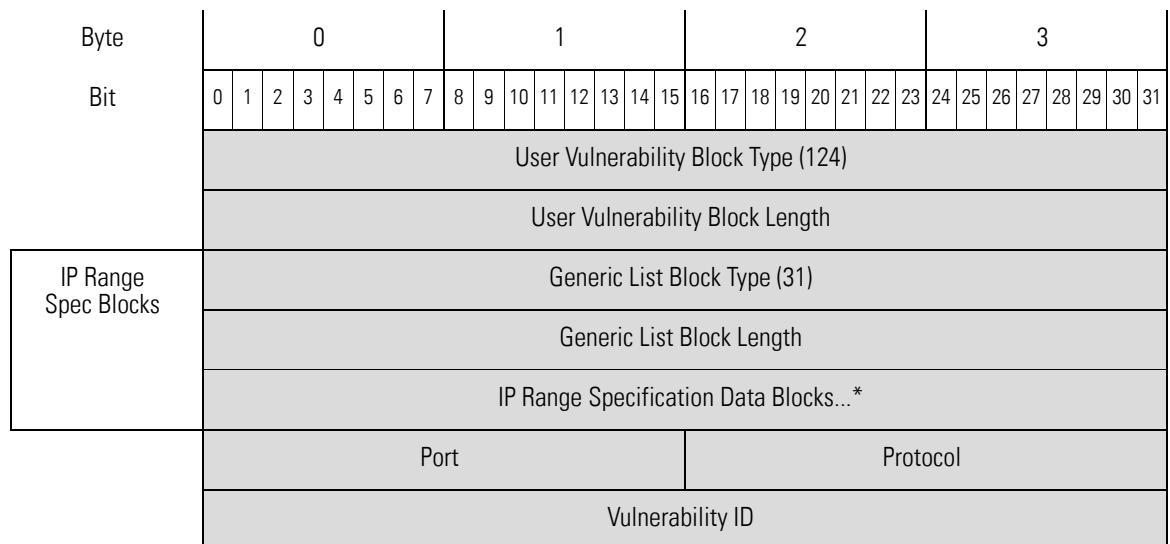 Byte 0 1 2 3
Bit 0 1 2 3 4 5 6 7 8 9 10 11 12 13 14 15 16 17 18 19 20 21 22 23 24 25 26 27 28 29 30 31
User Vulnerability Block Type (124)
User Vulnerability Block Length
IP Range
Spec Blocks
Generic List Block Type (31)
Generic List Block Length
IP Range Specification Data Blocks...*
Port Protocol
Vulnerability ID